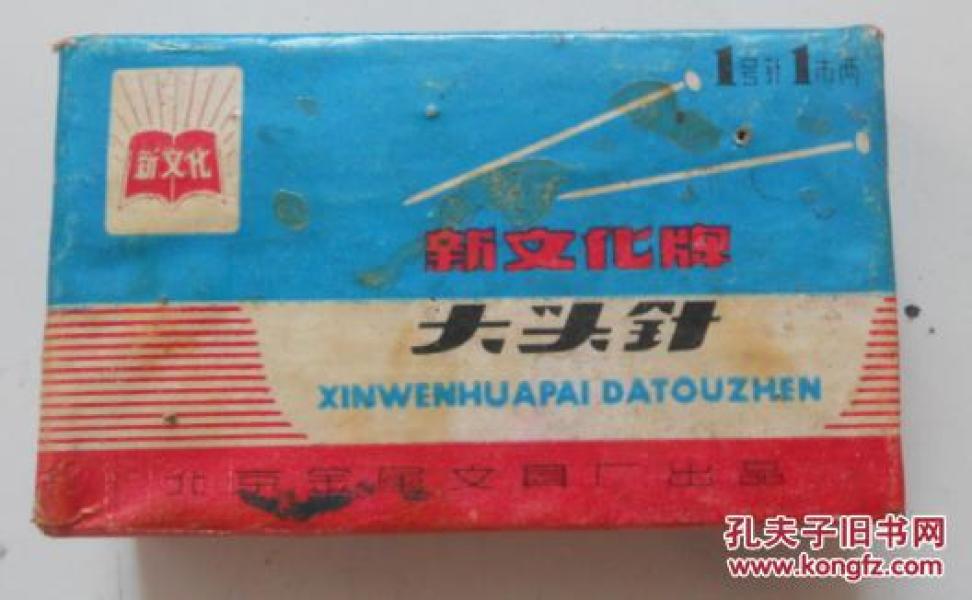 1号针 1市两
新文化
新文化牌
大头针
XINWENHUAPAI DATOUZHEN
北京金属文具厂出品
孔夫子旧书网
www.kongfz.com